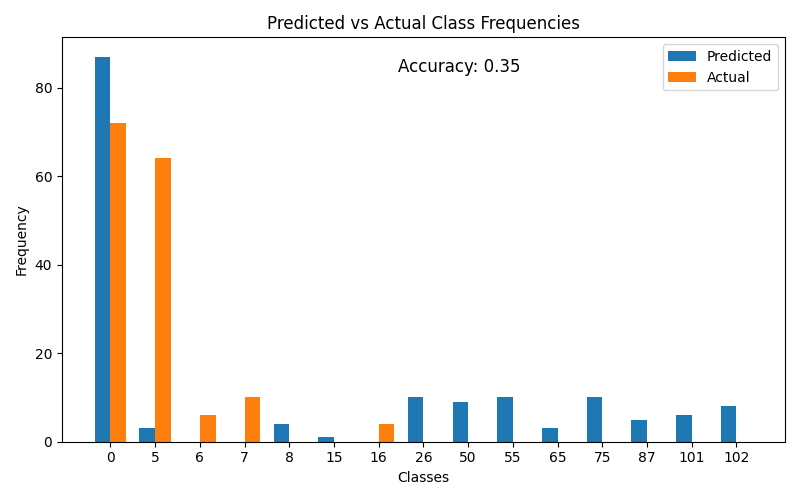 Predicted vs Actual Class Frequencies
Accuracy: 0.35
Predicted
Actual
Frequency
80
60
40
20
0
0 5 6 7 8 15 16 26 50 55 65 75 87 101 102
Classes